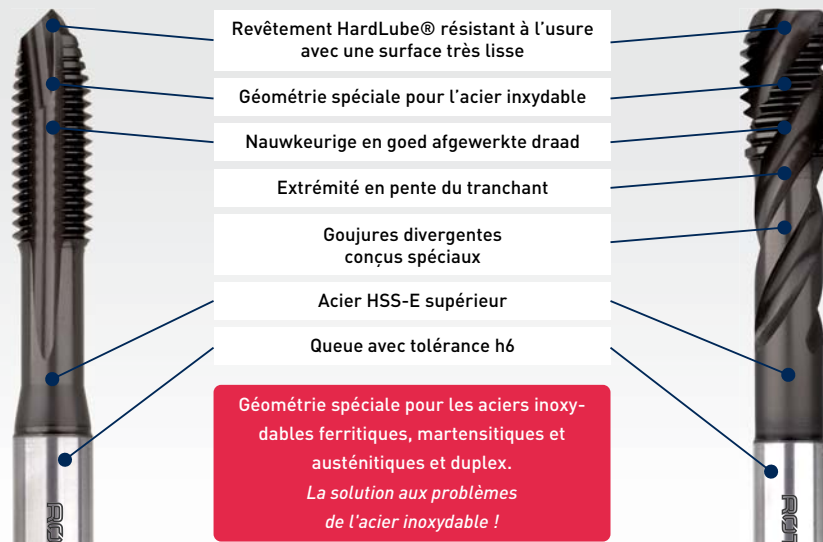 Revêtement HardLube® résistant à l’usure
avec une surface très lisse
Géométrie spéciale pour l’acier inxydable
Nauwkeurige en goed afgewerkte draad
Extrémité en pente du tranchant
Goujures divergentes
conçus spéciaux
Acier HSS-E supérieur
Queue avec tolérance h6
Géométrie spéciale pour les aciers inoxy-
dables ferritiques, martensitiques et
austénitiques et duplex.
La solution aux problèmes
de l'acier inoxydable !